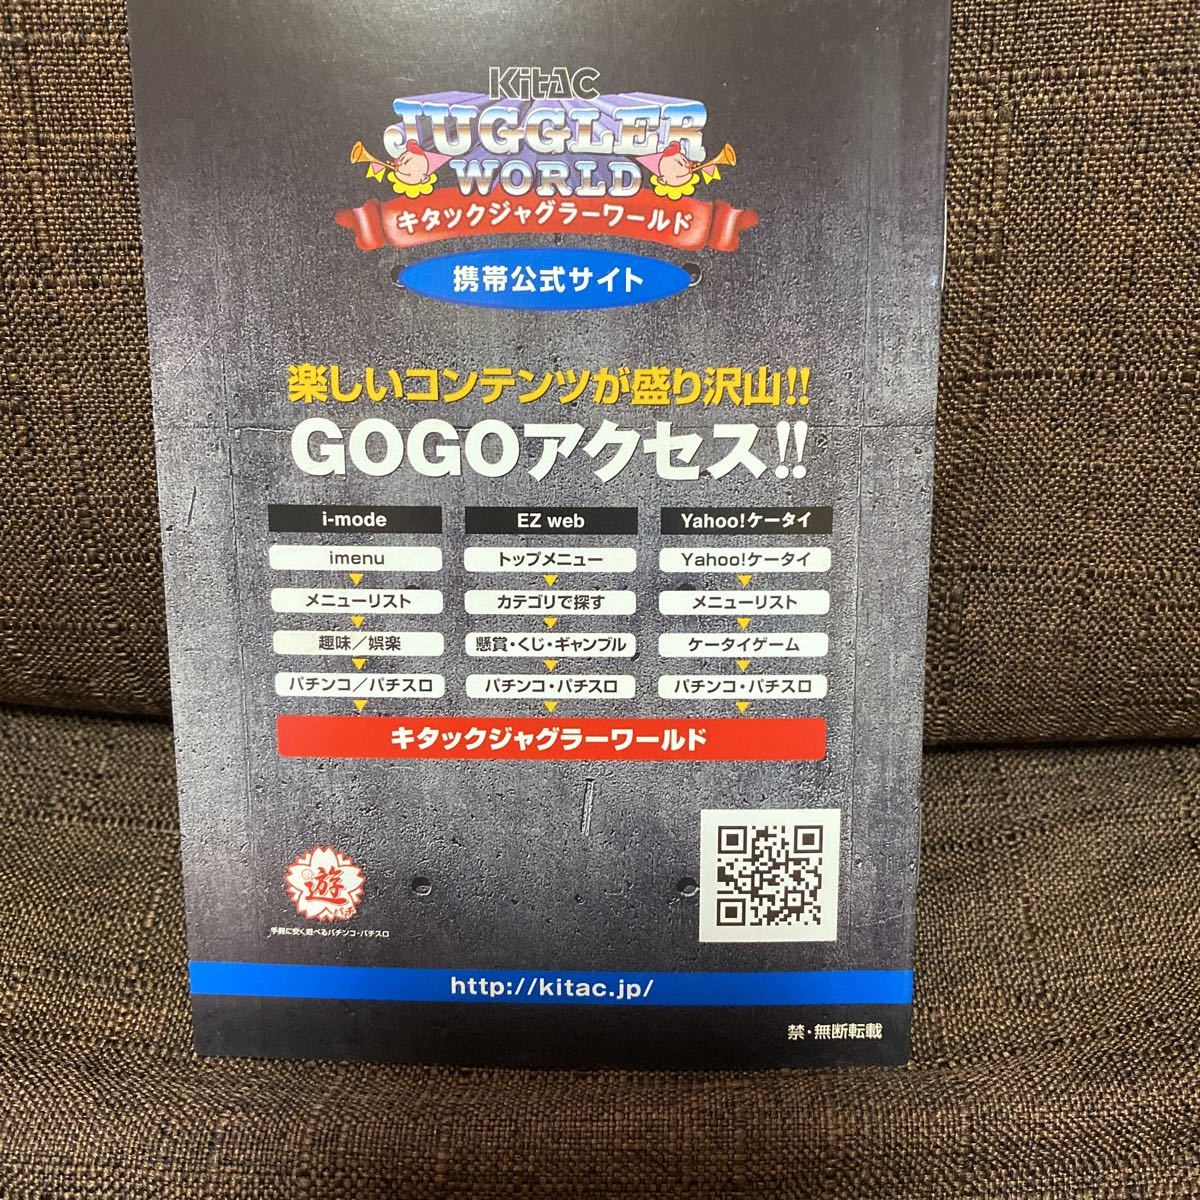 KitAC
JUGGLER
WORLD
キタックジャグラーワールド
携帯公式サイト
楽しいコンテンツが盛り沢山!!
GOGOアクセス!!
i-mode
imenu
メニューリスト
趣味／娯楽
パチンコ／パチスロ
EZ web
トップメニュー
カテゴリで探す
懸賞・くじ・ギャンブル
パチンコ・パチスロ
Yahoo!ケータイ
Yahoo!ケータイ
メニューリスト
ケータイゲーム
パチンコ・パチスロ
キタックジャグラーワールド
遊
パチ
手軽に安く遊べるパチンコ・パチスロ
http://kitac.jp/
禁・無断転載